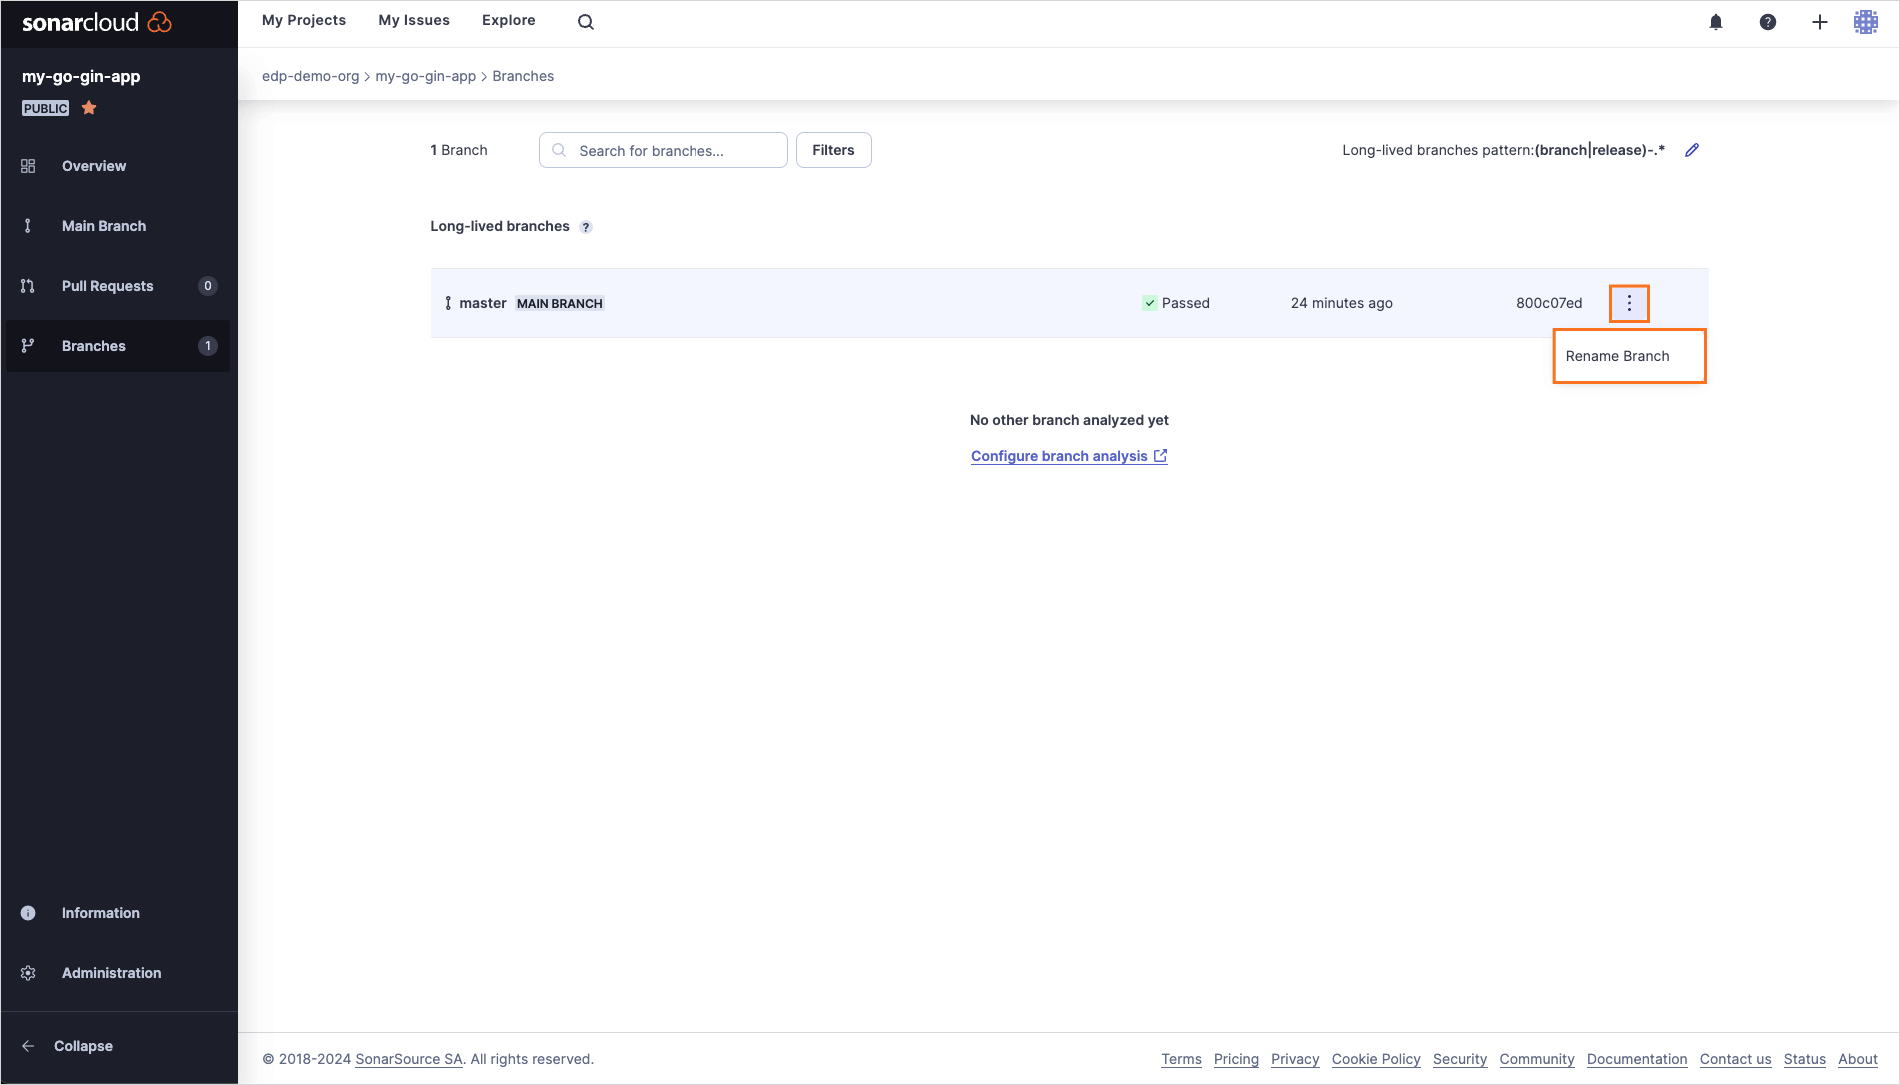 sonarcloud
My Projects My Issues Explore
my-go-gin-app
PUBLIC
edp-demo-org > my-go-gin-app > Branches
Overview
Main Branch
Pull Requests 0
Branches 1
1 Branch
Search for branches...
Filters
Long-lived branches pattern:(branch|release)-.*
Long-lived branches ?
master MAIN BRANCH Passed 24 minutes ago 800c07ed
Rename Branch
No other branch analyzed yet
Configure branch analysis
Information
Administration
Collapse
© 2018-2024 SonarSource SA. All rights reserved.
Terms Pricing Privacy Cookie Policy Security Community Documentation Contact us Status About